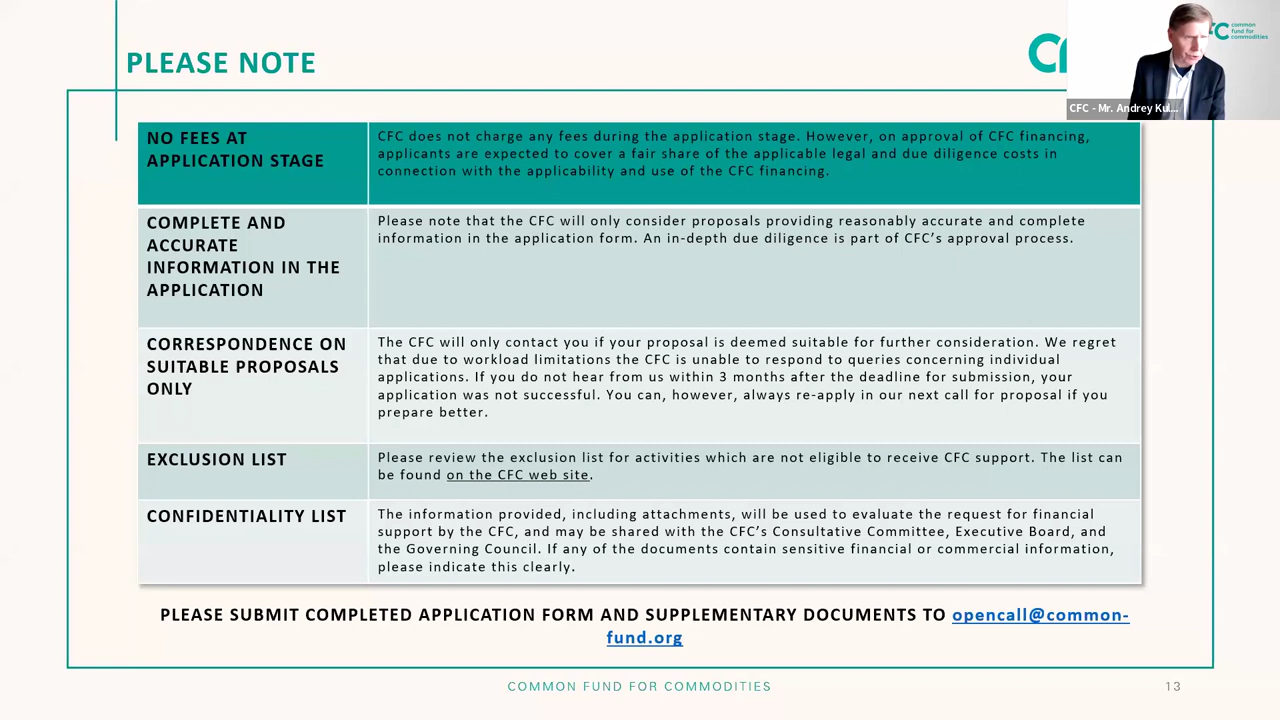 PLEASE NOTE
common
fund for
commodities
CFC - Mr. Andrey Kul...
NO FEES AT
APPLICATION STAGE
CFC does not charge any fees during the application stage. However, on approval of CFC financing,
applicants are expected to cover a fair share of the applicable legal and due diligence costs in
connection with the applicability and use of the CFC financing.
COMPLETE AND
ACCURATE
INFORMATION IN THE
APPLICATION
Please note that the CFC will only consider proposals providing reasonably accurate and complete
information in the application form. An in-depth due diligence is part of CFC's approval process.
CORRESPONDENCE ON
SUITABLE PROPOSALS
ONLY
The CFC will only contact you if your proposal is deemed suitable for further consideration. We regret
that due to workload limitations the CFC is unable to respond to queries concerning individual
applications. If you do not hear from us within 3 months after the deadline for submission, your
application was not successful. You can, however, always re-apply in our next call for proposal if you
prepare better.
EXCLUSION LIST
Please review the exclusion list for activities which are not eligible to receive CFC support. The list can
be found on the CFC web site.
CONFIDENTIALITY LIST
The information provided, including attachments, will be used to evaluate the request for financial
support by the CFC, and may be shared with the CFC's Consultative Committee, Executive Board, and
the Governing Council. If any of the documents contain sensitive financial or commercial information,
please indicate this clearly.
PLEASE SUBMIT COMPLETED APPLICATION FORM AND SUPPLEMENTARY DOCUMENTS TO opencall@common-
fund.org
COMMON FUND FOR COMMODITIES
13